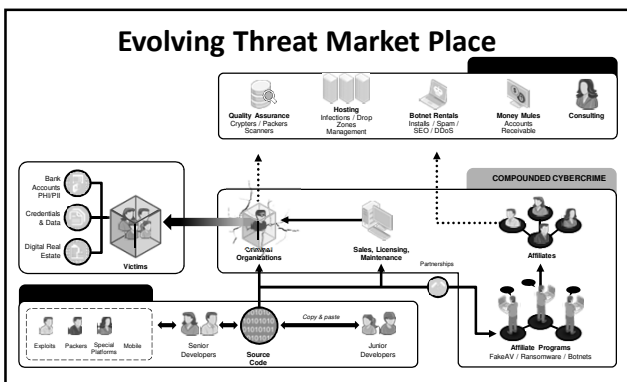 Evolving Threat Market Place
Quality Assurance
Crypters / Packers
Scanners
Hosting
Infections / Drop
Zones
Management
Botnet Rentals
Installs / Spam /
SEO / DDoS
Money Mules
Accounts
Receivable
Consulting
Bank
Accounts
PHI/PII
Credentials
& Data
Digital Real
Estate
Victims
COMPOUNDED CYBERCRIME
Criminal
Organizations
Sales, Licensing,
Maintenance
Affiliates
Partnerships
Affiliate Programs
FakeAV / Ransomware / Botnets
Exploits
Packers
Special
Platforms
Mobile
Senior
Developers
Source
Code
Copy & paste
Junior
Developers